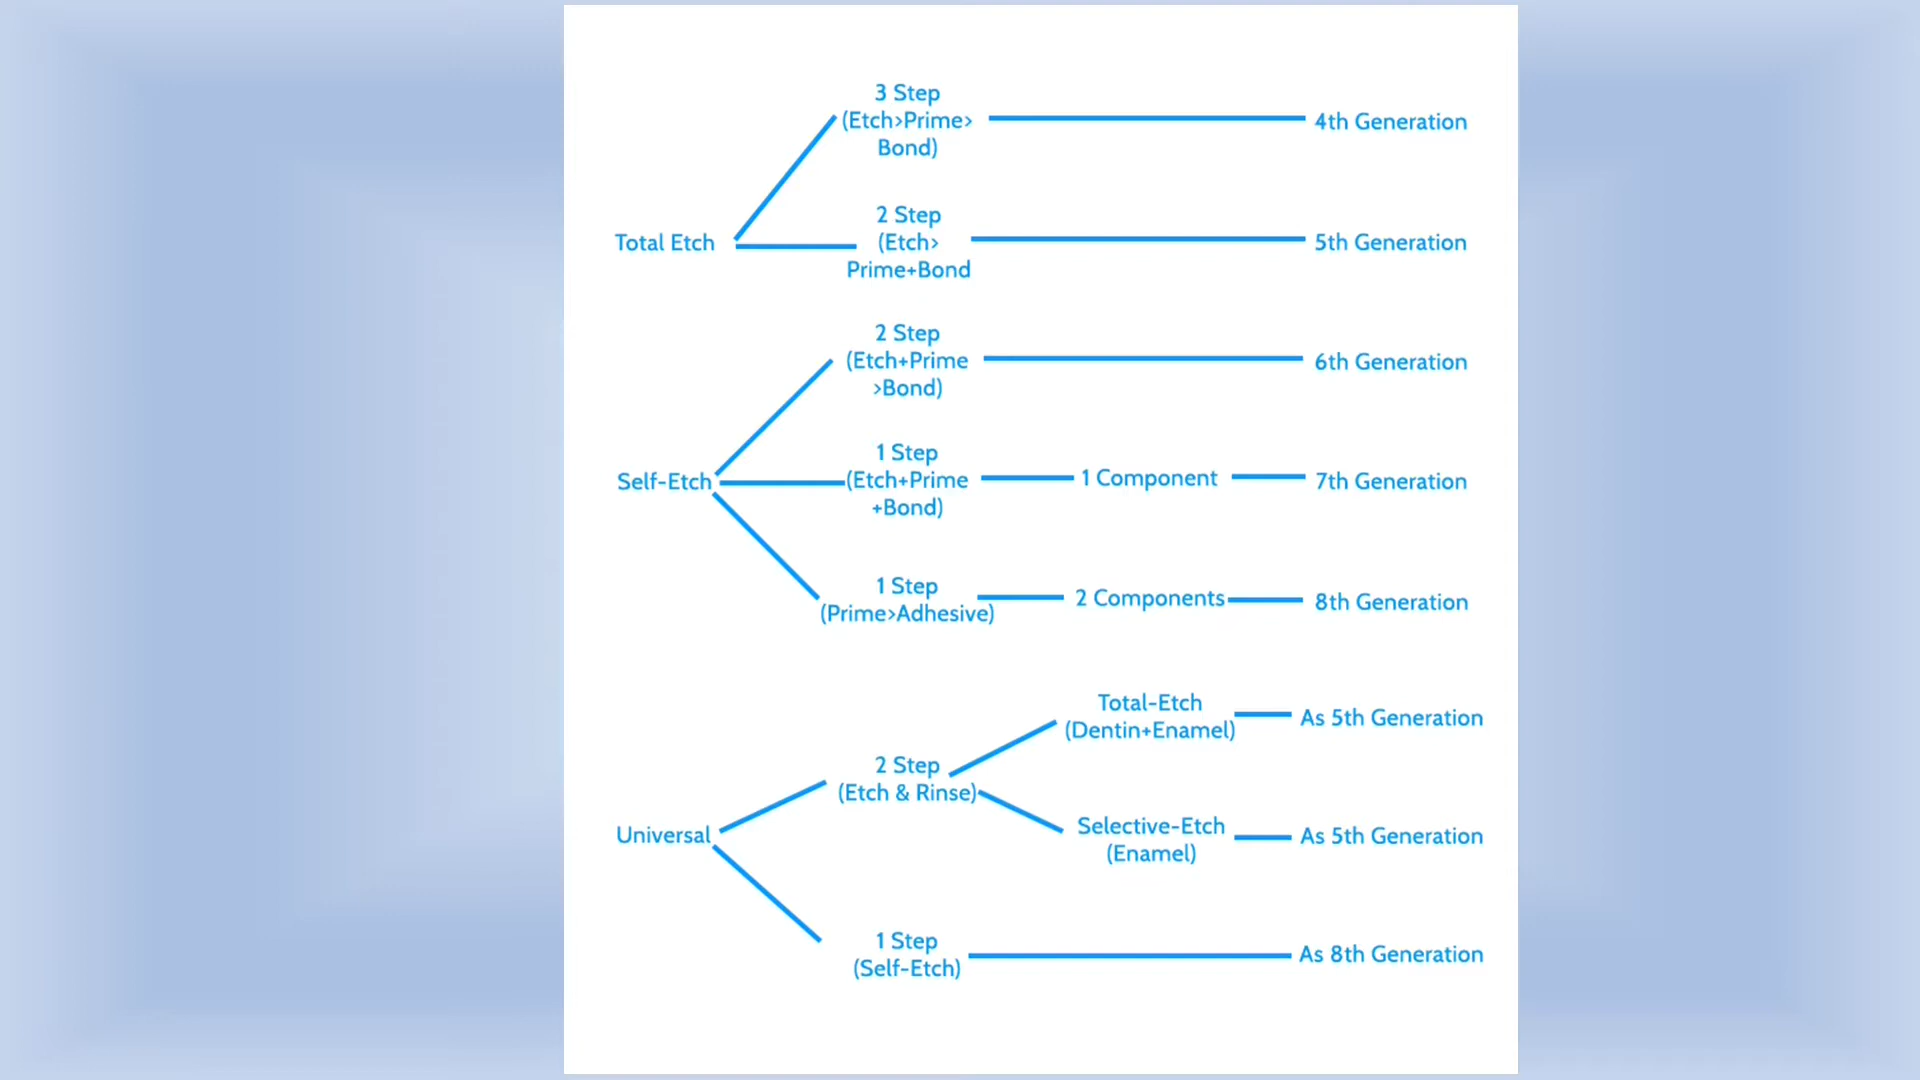 3 Step
(Etch>Prime>
Bond)
4th Generation
Total Etch
2 Step
(Etch>
Prime+Bond
5th Generation
2 Step
(Etch+Prime
>Bond)
6th Generation
Self-Etch
1 Step
(Etch+Prime
+Bond)
1 Component
7th Generation
1 Step
(Prime>Adhesive)
2 Components
8th Generation
Universal
2 Step
(Etch & Rinse)
Total-Etch
(Dentin+Enamel)
As 5th Generation
Selective-Etch
(Enamel)
As 5th Generation
1 Step
(Self-Etch)
As 8th Generation